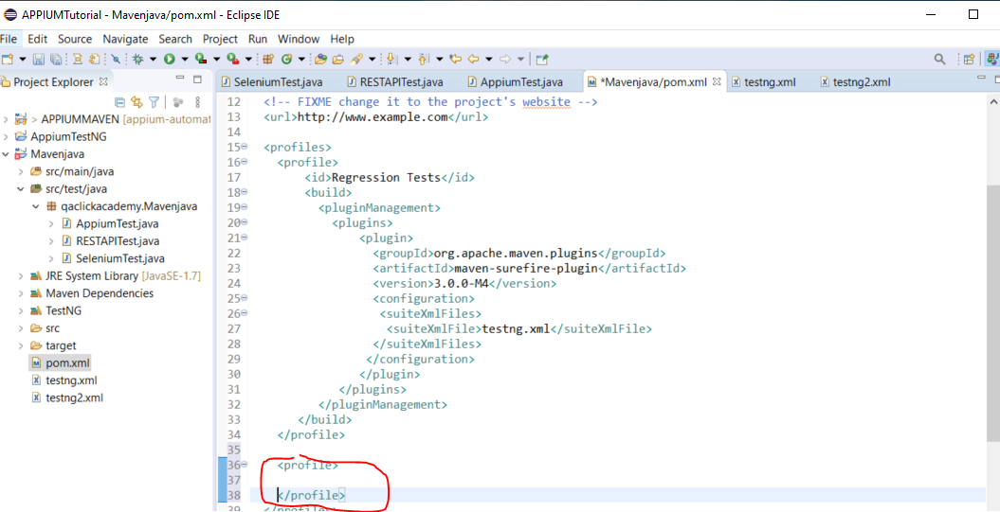 APPIUMTutorial - Mavenjava/pom.xml - Eclipse IDE
File Edit Source Navigate Search Project Run Window Help
Project Explorer
SeleniumTest.java RESTAPITest.java AppiumTest.java *Mavenjava/pom.xml testng.xml testng2.xml
> APPIUMMAVEN [appium-automat
AppiumTestNG
Mavenjava
src/main/java
src/test/java
qaclickacademy.Mavenjava
AppiumTest.java
RESTAPITest.java
SeleniumTest.java
JRE System Library [JavaSE-1.7]
Maven Dependencies
TestNG
src
target
pom.xml
testng.xml
testng2.xml
12 <!-- FIXME change it to the project's website -->
13 <url>http://www.example.com</url>
14
15 <profiles>
16 <profile>
17 <id>Regression Tests</id>
18 <build>
19 <pluginManagement>
20 <plugins>
21 <plugin>
22 <groupId>org.apache.maven.plugins</groupId>
23 <artifactId>maven-surefire-plugin</artifactId>
24 <version>3.0.0-M4</version>
25 <configuration>
26 <suiteXmlFiles>
27 <suiteXmlFile>testng.xml</suiteXmlFile>
28 </suiteXmlFiles>
29 </configuration>
30 </plugin>
31 </plugins>
32 </pluginManagement>
33 </build>
34 </profile>
35
36 <profile>
37
38 </profile>
39 </profiles>